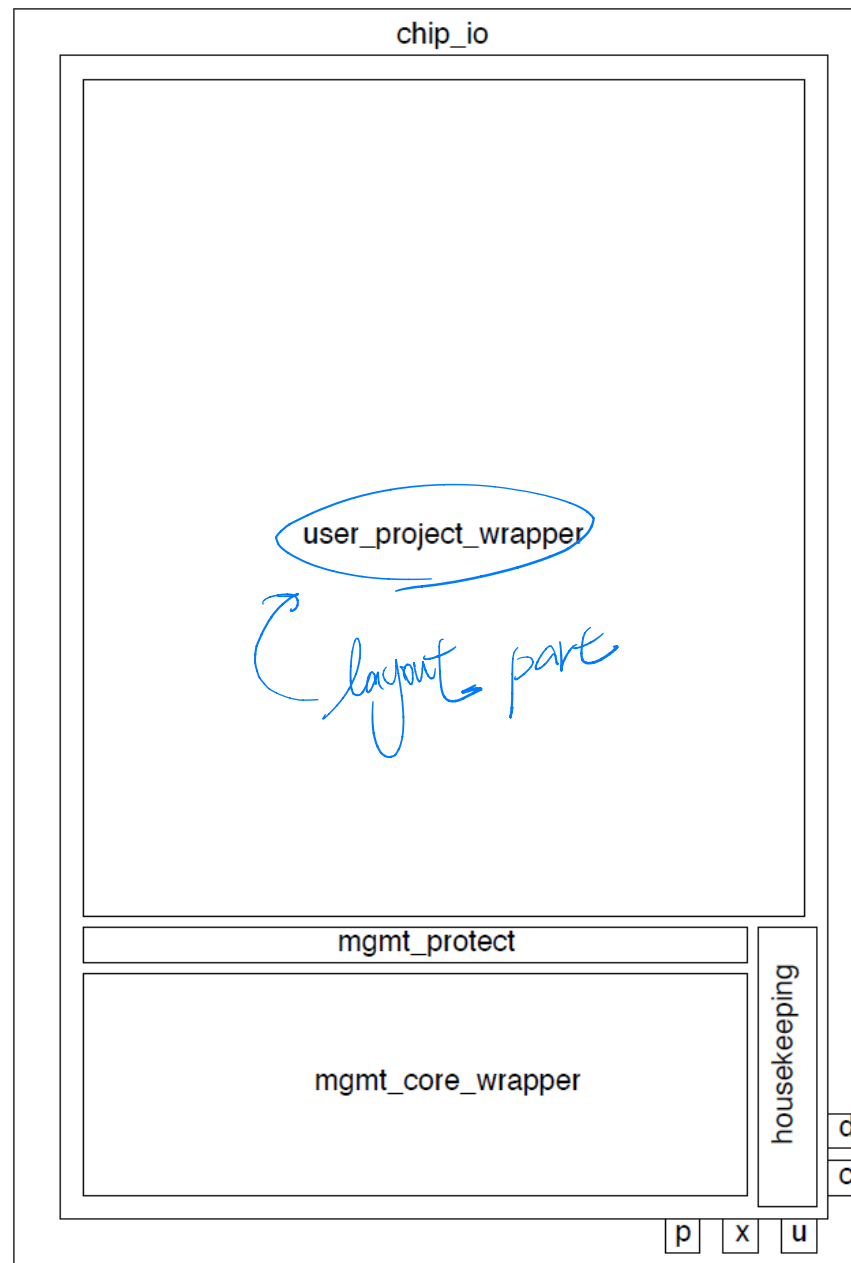 chip_io
user_project_wrapper
layout part
mgmt_protect
housekeeping
mgmt_core_wrapper
p x u